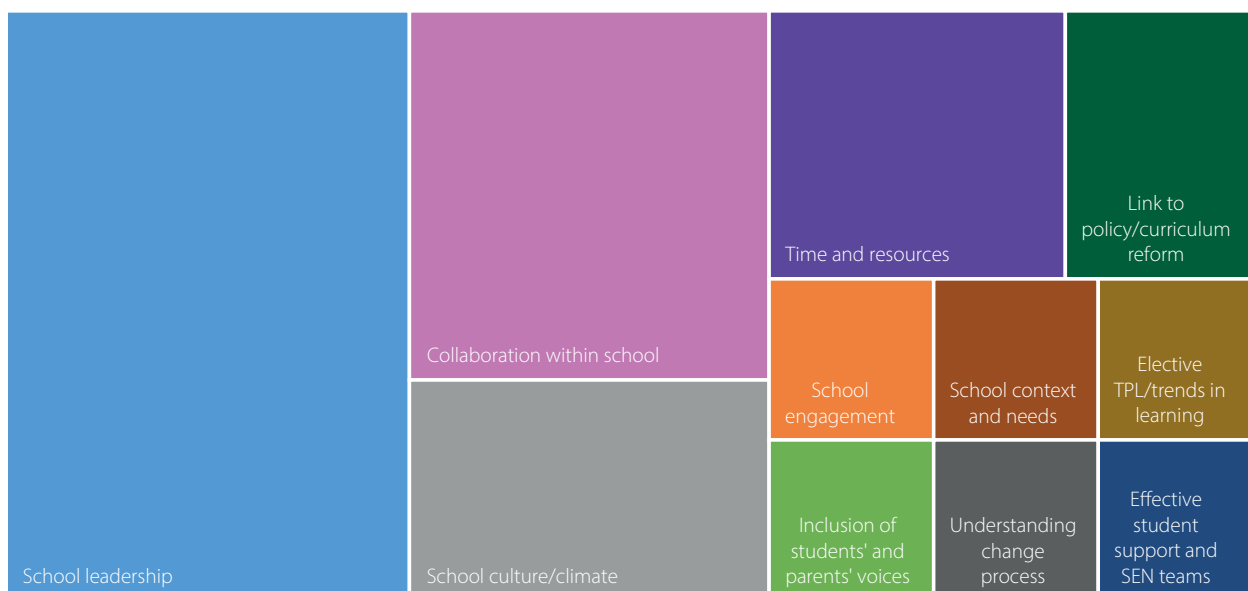 School leadership
Collaboration within school
School culture/climate
Time and resources
Link to
policy/curriculum
reform
School
engagement
School context
and needs
Elective
TPL/trends in
learning
Inclusion of
students' and
parents' voices
Understanding
change
process
Effective
student
support and
SEN teams